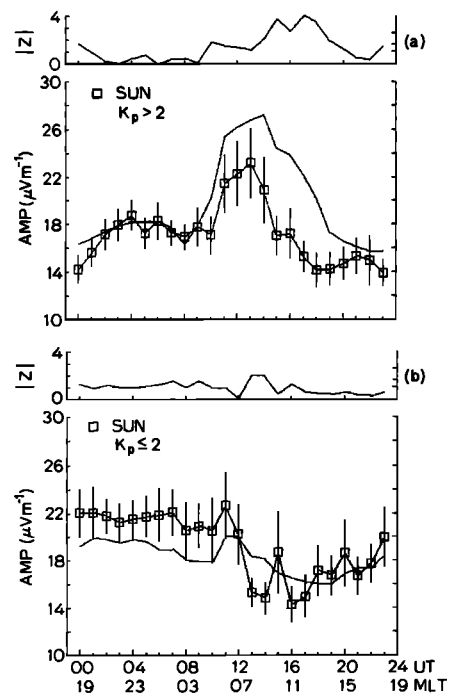 |Z|
4
0
(a)
30
26
22
18
14
10
AMP (μVm⁻¹)
SUN
Kp > 2
|Z|
4
0
(b)
30
26
22
18
14
10
AMP (μVm⁻¹)
SUN
Kp ≤ 2
00 04 08 12 16 20 24 UT
19 23 03 07 11 15 19 MLT